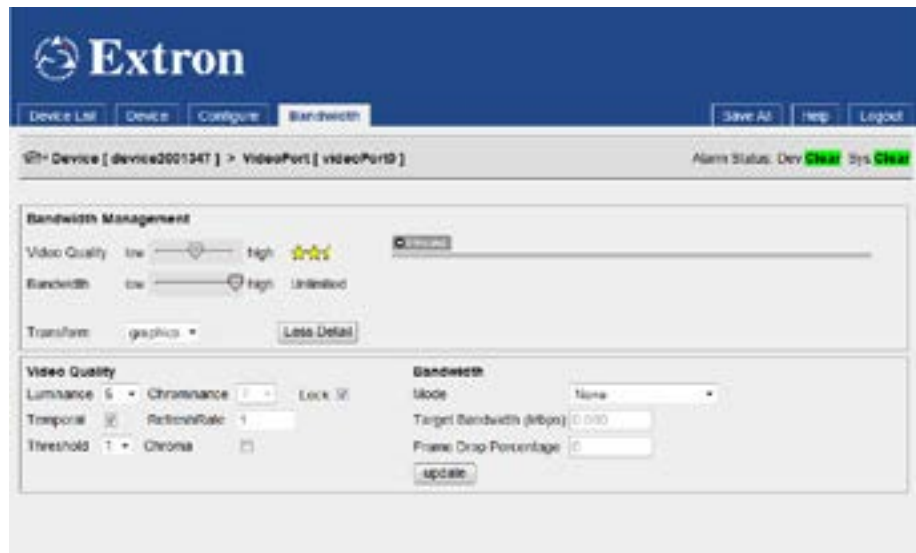 Extron
Device List Device Configure Bandwidth Save All Help Logout
Device [ device2001347 ] > VideoPort [ videoPort0 ] Alarm Status: Dev Clear Sys Clear
Bandwidth Management
Video Quality low high
Bandwidth low high Unlimited
Transform graphics Less Detail
Video Quality Bandwidth
Luminance Chrominance Lock Mode None
Temporal RefreshRate 1 Target Bandwidth (Mbps) 0.000
Threshold Chroma Frame Drop Percentage 0
update